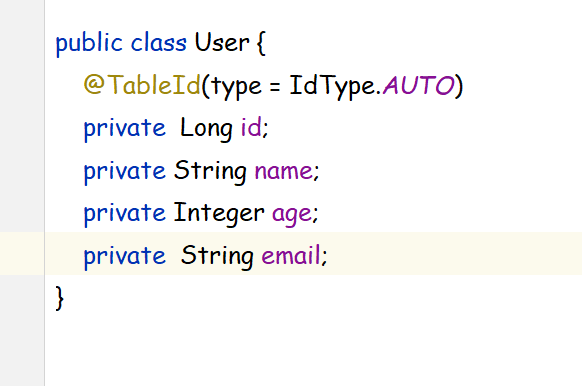 public class User {
@TableId(type = IdType.AUTO)
private  Long id;
private String name;
private Integer age;
private  String email;
}